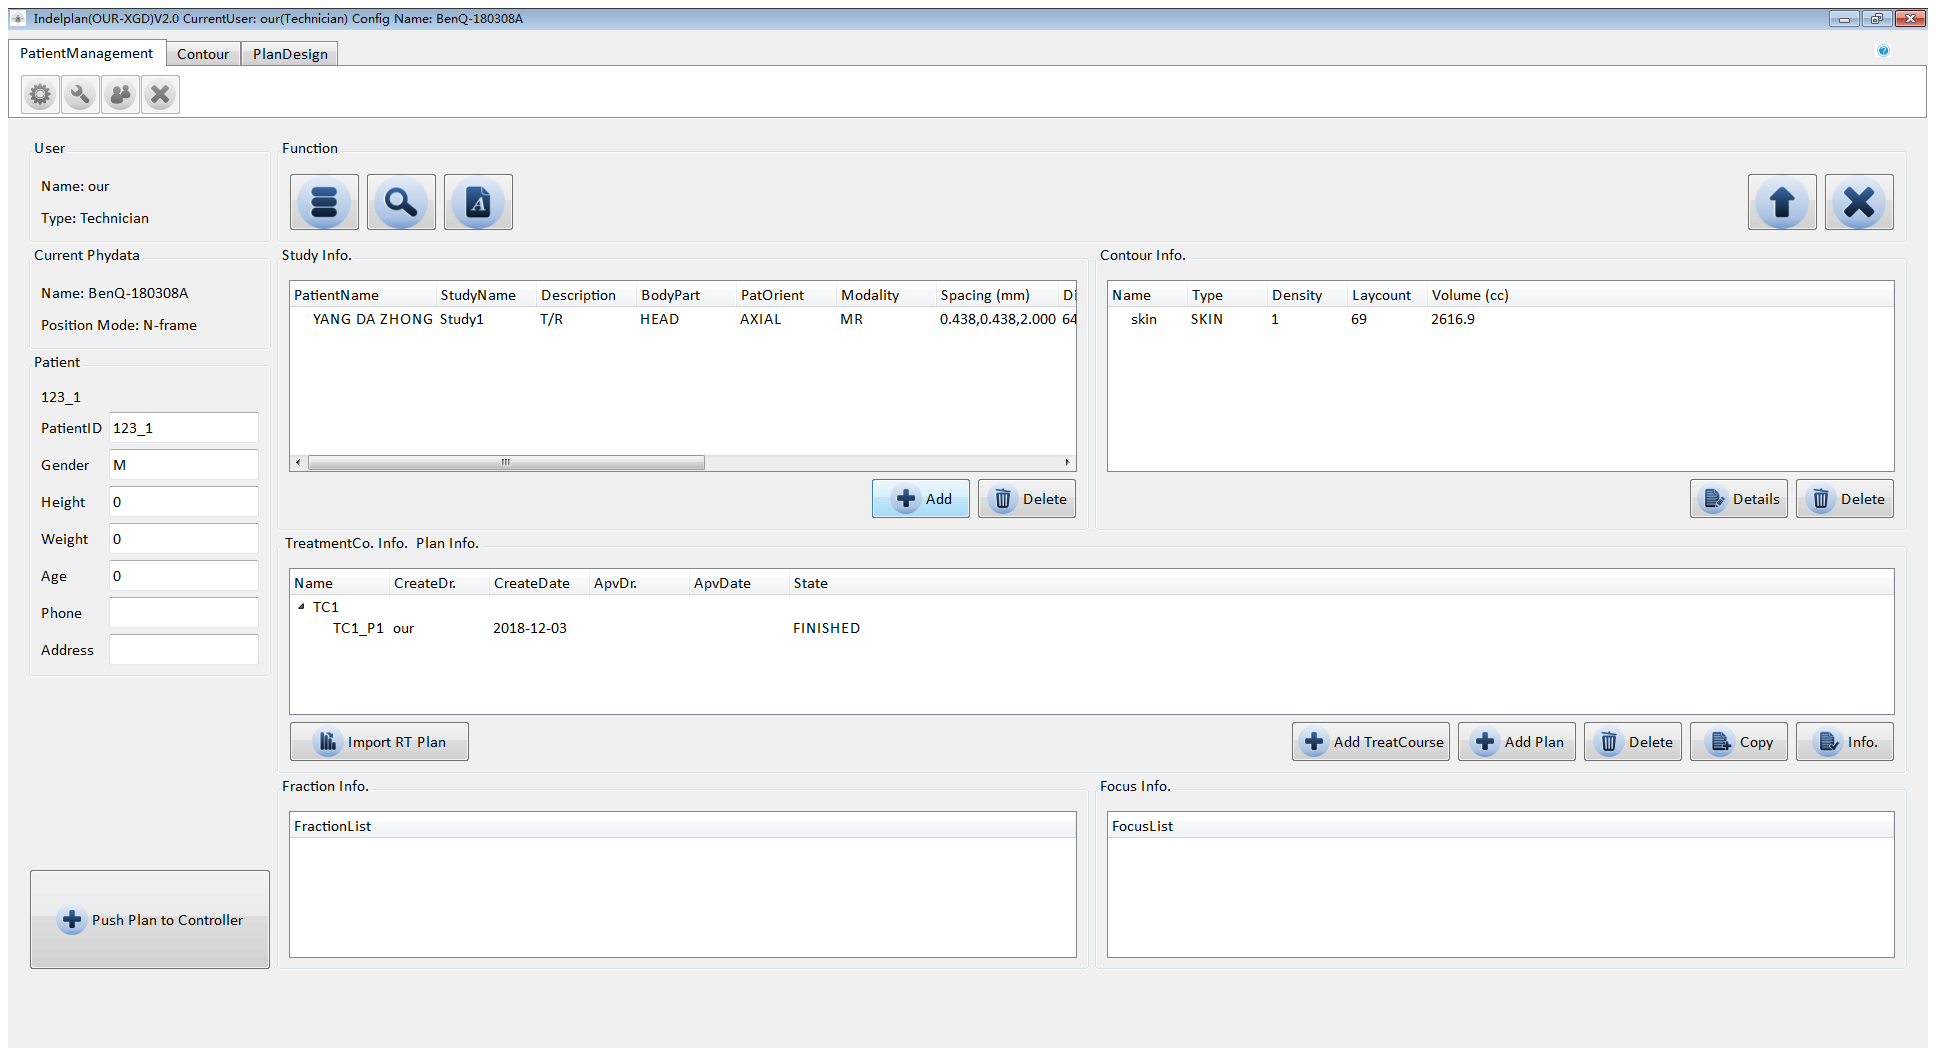 Indelplan(OUR-XGD)V2.0 CurrentUser: our(Technician) Config Name: BenQ-180308A
PatientManagement Contour PlanDesign
User
Name: our
Type: Technician
Function
Current Phydata
Name: BenQ-180308A
Position Mode: N-frame
Patient
123_1
PatientID 123_1
Gender M
Height 0
Weight 0
Age 0
Phone
Address
Study Info.
PatientName StudyName Description BodyPart PatOrient Modality Spacing (mm) Di
YANG DA ZHONG Study1 T/R HEAD AXIAL MR 0.438,0.438,2.000 64
Add Delete
Contour Info.
Name Type Density Laycount Volume (cc)
skin SKIN 1 69 2616.9
Details Delete
TreatmentCo. Info. Plan Info.
Name CreateDr. CreateDate ApvDr. ApvDate State
TC1
TC1_P1 our 2018-12-03 FINISHED
Import RT Plan Add TreatCourse Add Plan Delete Copy Info.
Fraction Info.
FractionList
Focus Info.
FocusList
Push Plan to Controller